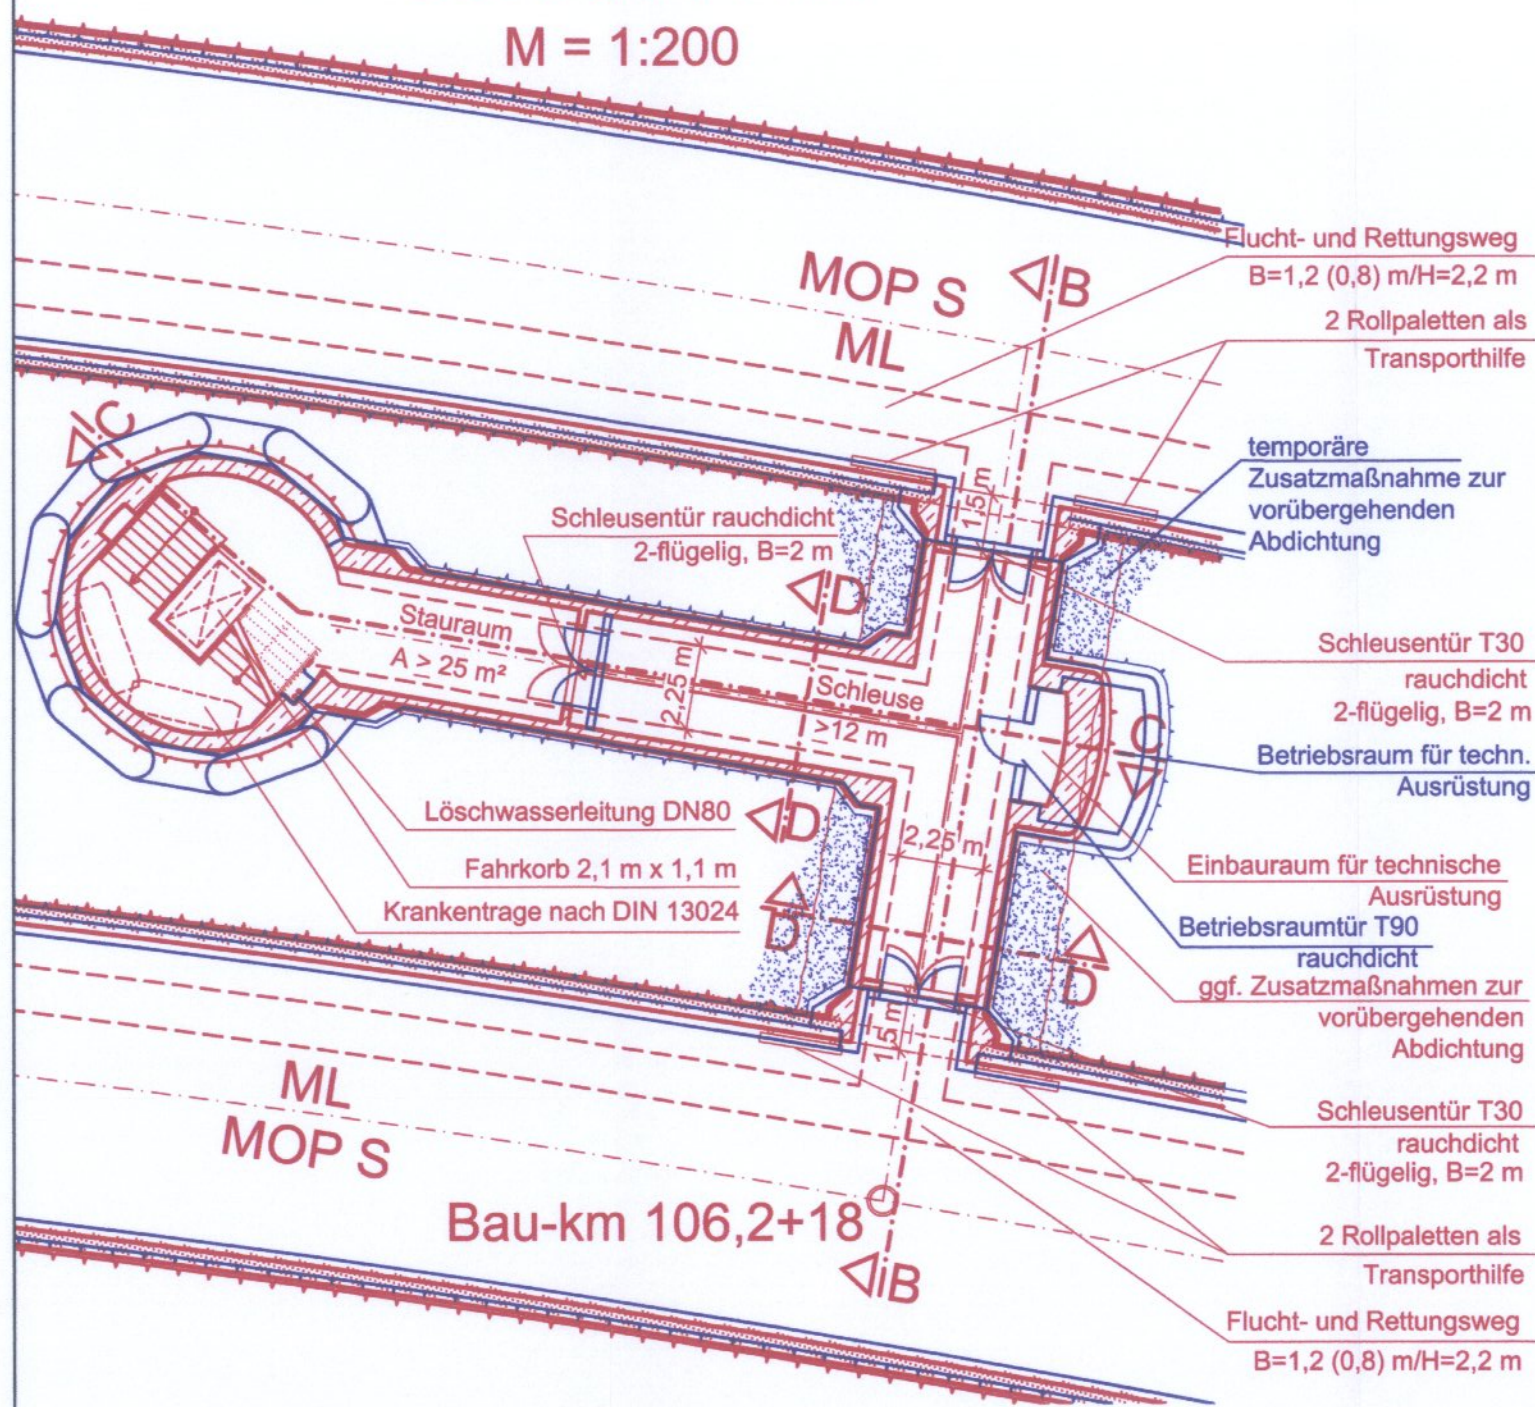 M = 1:200
MOP S
ML
B
Flucht- und Rettungsweg
B=1,2 (0,8) m/H=2,2 m
2 Rollpaletten als
Transporthilfe
C
temporäre
Zusatzmaßnahme zur
vorübergehenden
Abdichtung
1,5 m
Schleusentür rauchdicht
2-flügelig, B=2 m
D
Stauraum
A ≥ 25 m²
2,25 m
Schleuse
>12 m
Schleusentür T30
rauchdicht
2-flügelig, B=2 m
C
Betriebsraum für techn.
Ausrüstung
Löschwasserleitung DN80
D
2,25 m
Fahrkorb 2,1 m x 1,1 m
Einbauraum für technische
Ausrüstung
Krankentrage nach DIN 13024
D
Betriebsraumtür T90
rauchdicht
D
ggf. Zusatzmaßnahmen zur
vorübergehenden
Abdichtung
1,5 m
ML
MOP S
Schleusentür T30
rauchdicht
2-flügelig, B=2 m
Bau-km 106,2+18
2 Rollpaletten als
Transporthilfe
B
Flucht- und Rettungsweg
B=1,2 (0,8) m/H=2,2 m